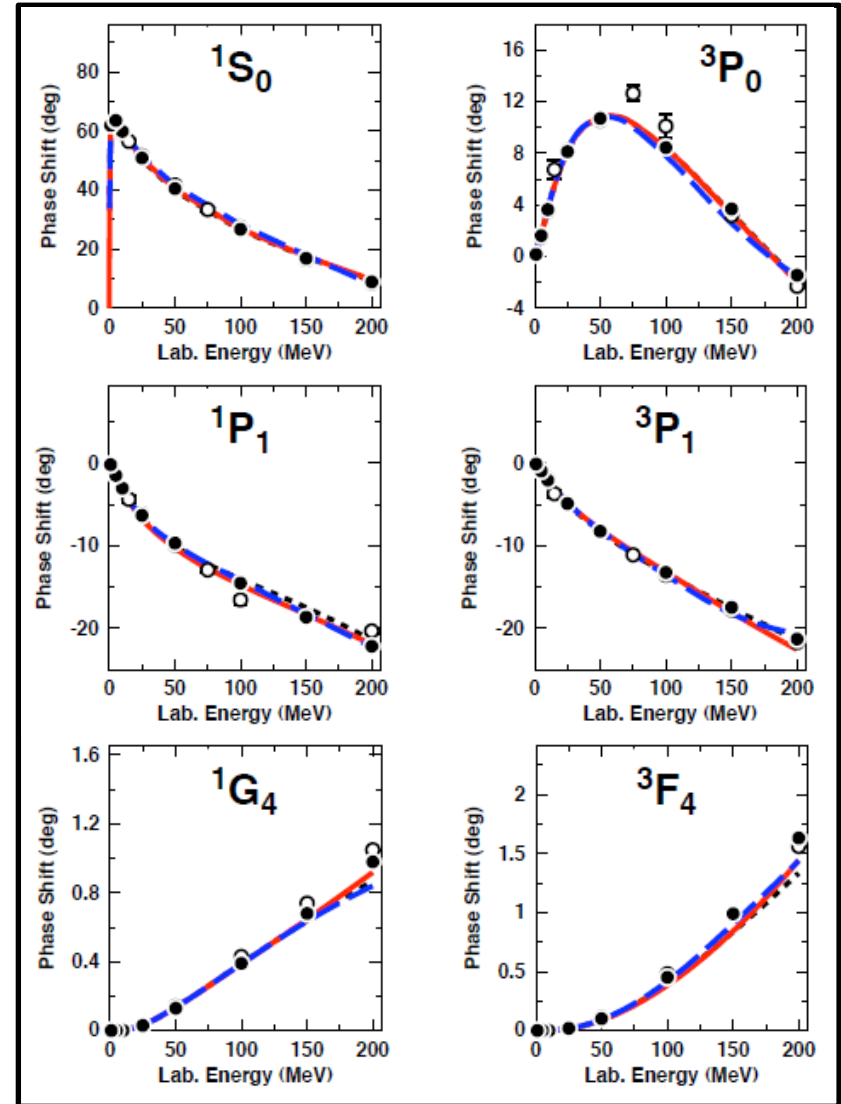 ¹S₀
Phase Shift (deg)
80
60
40
20
0
0 50 100 150 200
Lab. Energy (MeV)
³P₀
Phase Shift (deg)
16
12
8
4
0
-4
0 50 100 150 200
Lab. Energy (MeV)
¹P₁
Phase Shift (deg)
0
-10
-20
0 50 100 150 200
Lab. Energy (MeV)
³P₁
Phase Shift (deg)
0
-10
-20
0 50 100 150 200
Lab. Energy (MeV)
¹G₄
Phase Shift (deg)
1.6
1.2
0.8
0.4
0
0 50 100 150 200
Lab. Energy (MeV)
³F₄
Phase Shift (deg)
2
1.5
1
0.5
0
0 50 100 150 200
Lab. Energy (MeV)